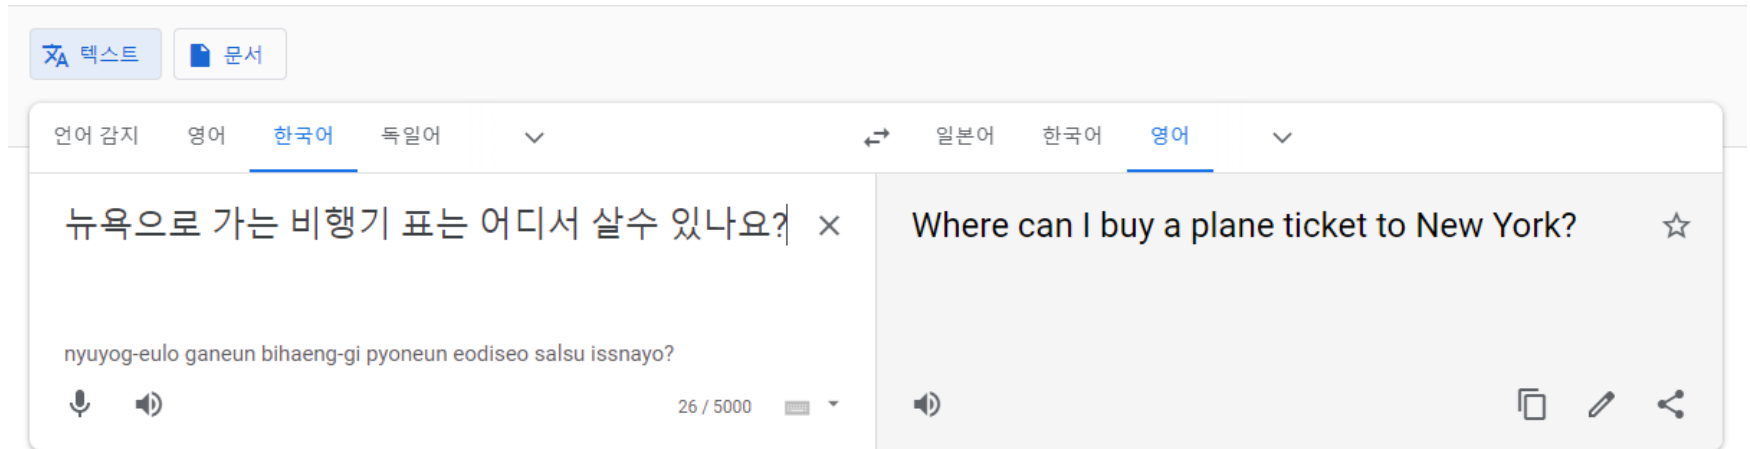 텍스트 문서
언어 감지 영어 한국어 독일어 일본어 한국어 영어
뉴욕으로 가는 비행기 표는 어디서 살수 있나요?
Where can I buy a plane ticket to New York?
nyuyog-eulo ganeun bihaeng-gi pyoneun eodiseo salsu issnayo?
26 / 5000